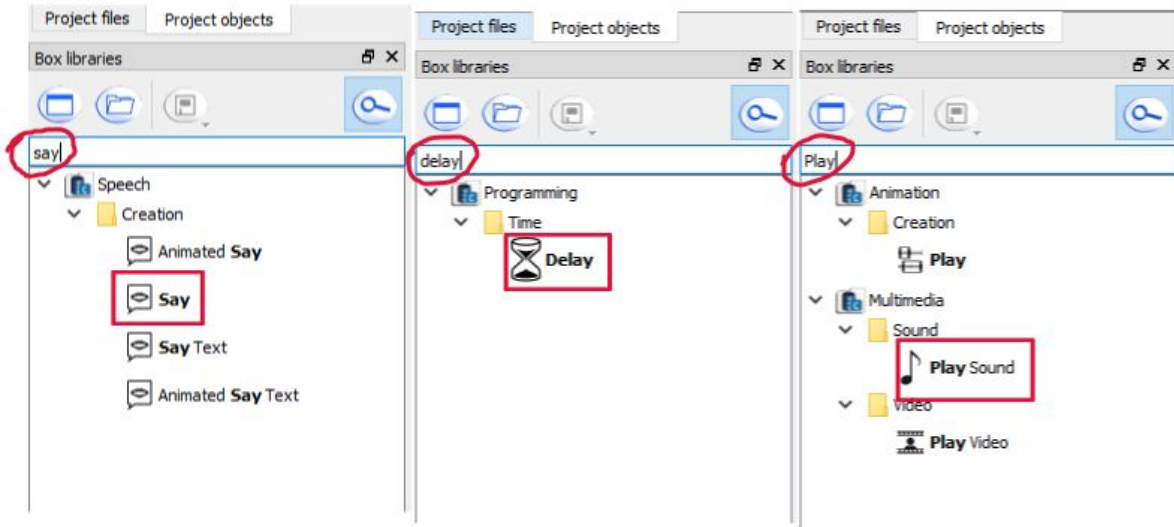 Project files Project objects
Box libraries
say
Speech
Creation
Animated Say
Say
Say Text
Animated Say Text
Project files Project objects
Box libraries
delay
Programming
Time
Delay
Project files Project objects
Box libraries
Play
Animation
Creation
Play
Multimedia
Sound
Play Sound
Video
Play Video